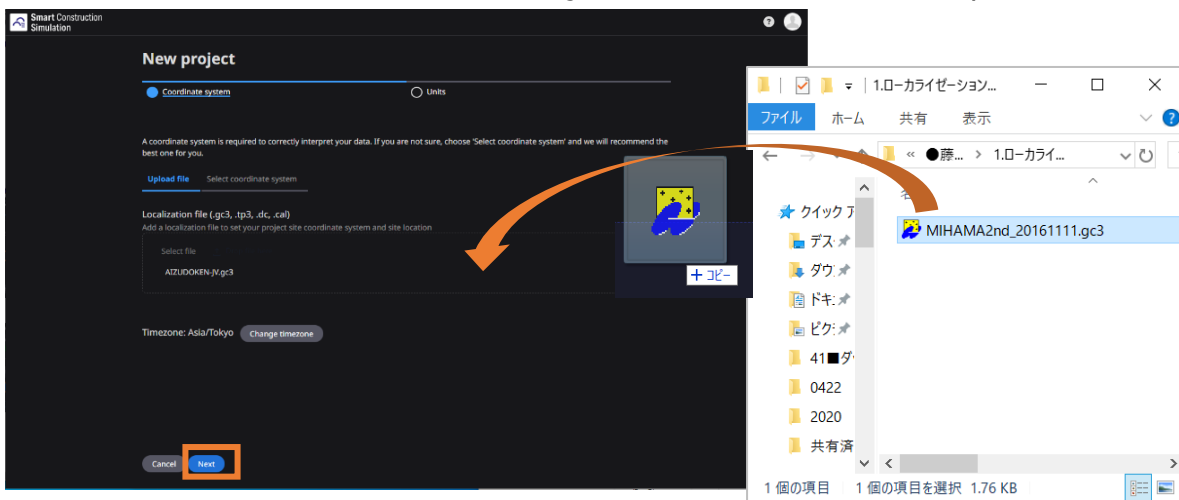 Smart Construction
Simulation
New project
Coordinate system
Units
A coordinate system is required to correctly interpret your data. If you are not sure, choose 'Select coordinate system' and we will recommend the
best one for you.
Upload file
Select coordinate system
Localization file (.gc3, .tp3, .dc, .cal)
Add a localization file to set your project site coordinate system and site location
Select file
AIZUDOKEN-JV.gc3
Timezone: Asia/Tokyo
Change timezone
Cancel
Next
+ コピー
1.ローカライゼーション...
ファイル
ホーム
共有
表示
« ●藤... > 1.ローカライ...
クイック ア
デス
ダウ
ドキ
ピク
41■ダ
0422
2020
共有済
MIHAMA2nd_20161111.gc3
1 個の項目
1 個の項目を選択 1.76 KB